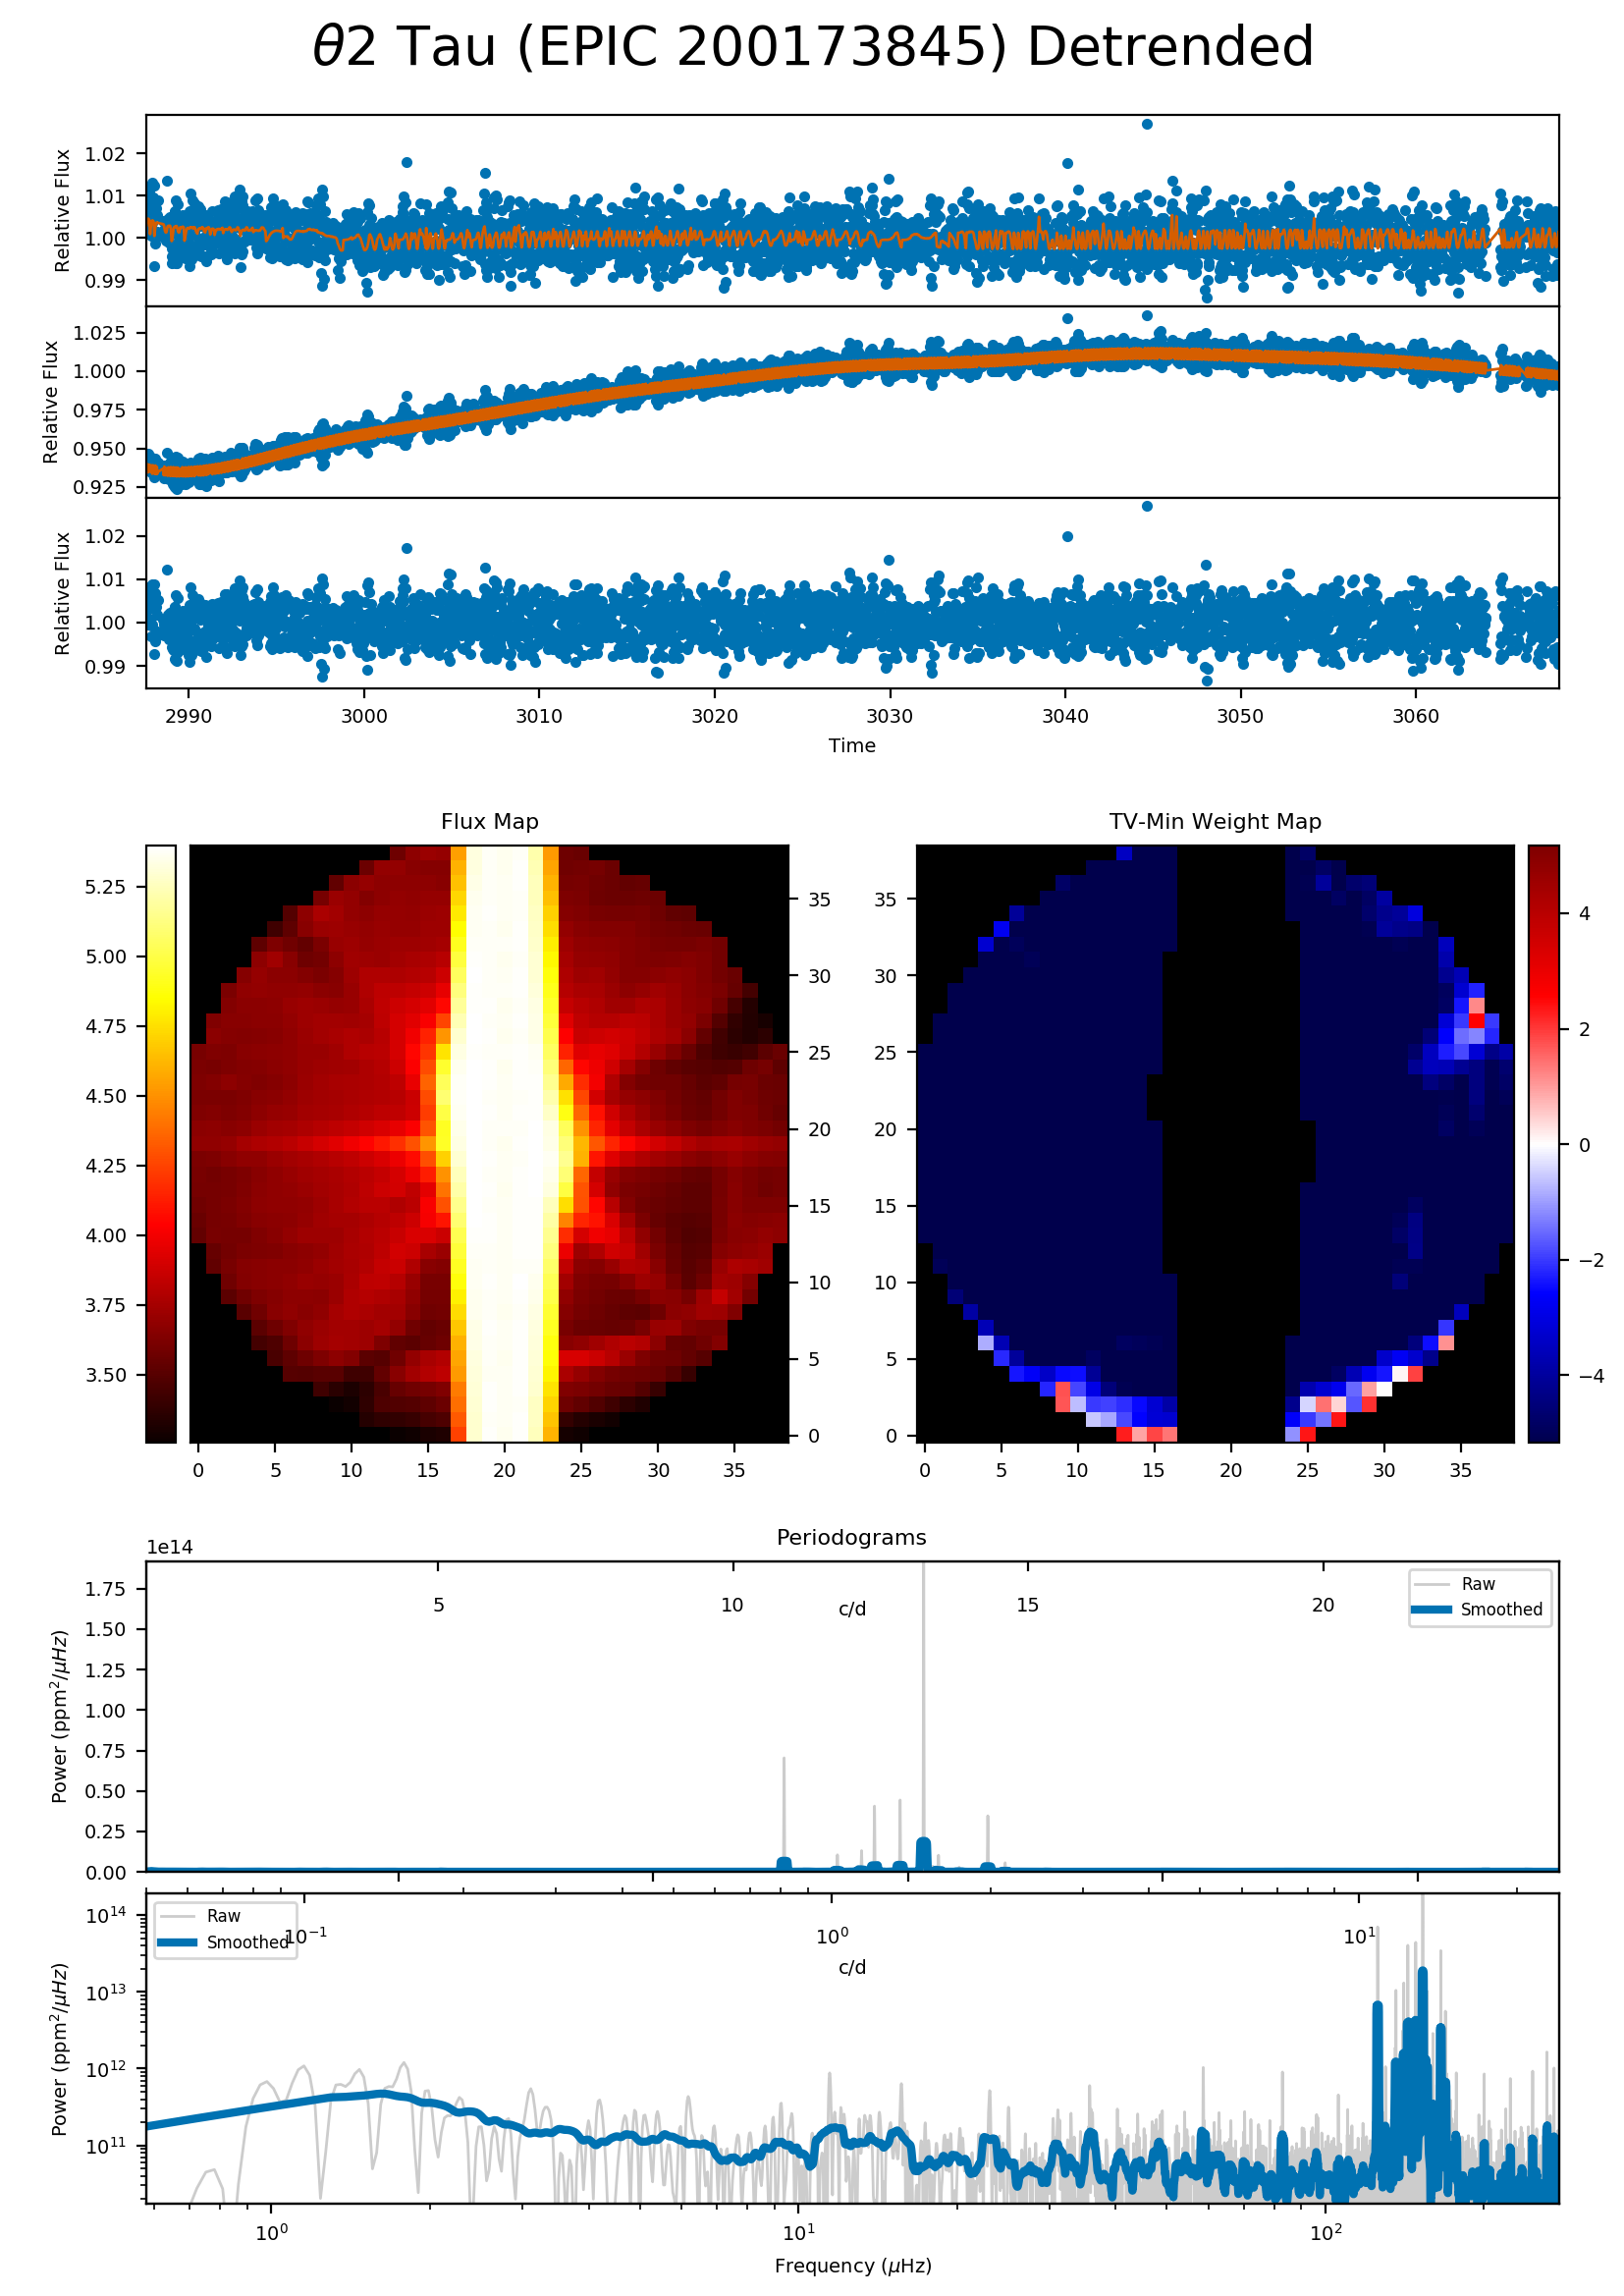 θ2 Tau (EPIC 200173845) Detrended
Relative Flux
1.02
1.01
1.00
0.99
Relative Flux
1.025
1.000
0.975
0.950
0.925
Relative Flux
1.02
1.01
1.00
0.99
2990 3000 3010 3020 3030 3040 3050 3060
Time
Flux Map
5.25
5.00
4.75
4.50
4.25
4.00
3.75
3.50
35
30
25
20
15
10
5
0
0 5 10 15 20 25 30 35
TV-Min Weight Map
35
30
25
20
15
10
5
0
0 5 10 15 20 25 30 35
4
2
0
−2
−4
Periodograms
1e14
Power (ppm²/μHz)
1.75
1.50
1.25
1.00
0.75
0.50
0.25
0.00
5 10 15 20
c/d
Raw
Smoothed
Power (ppm²/μHz)
10¹⁴
10¹³
10¹²
10¹¹
Raw
Smoothed
10⁻¹ 10⁰ 10¹
c/d
10⁰ 10¹ 10²
Frequency (μHz)